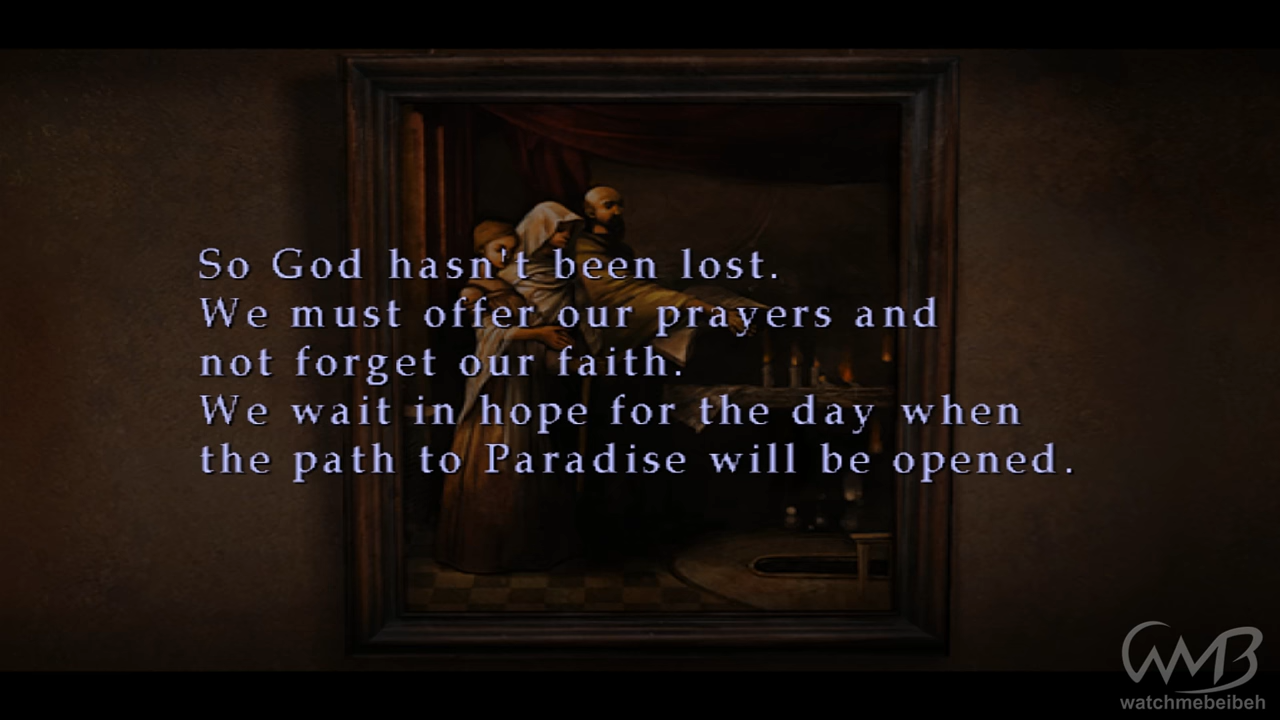 So God hasn't been lost.
We must offer our prayers and
not forget our faith.
We wait in hope for the day when
the path to Paradise will be opened.
WMB
watchmebeibeh